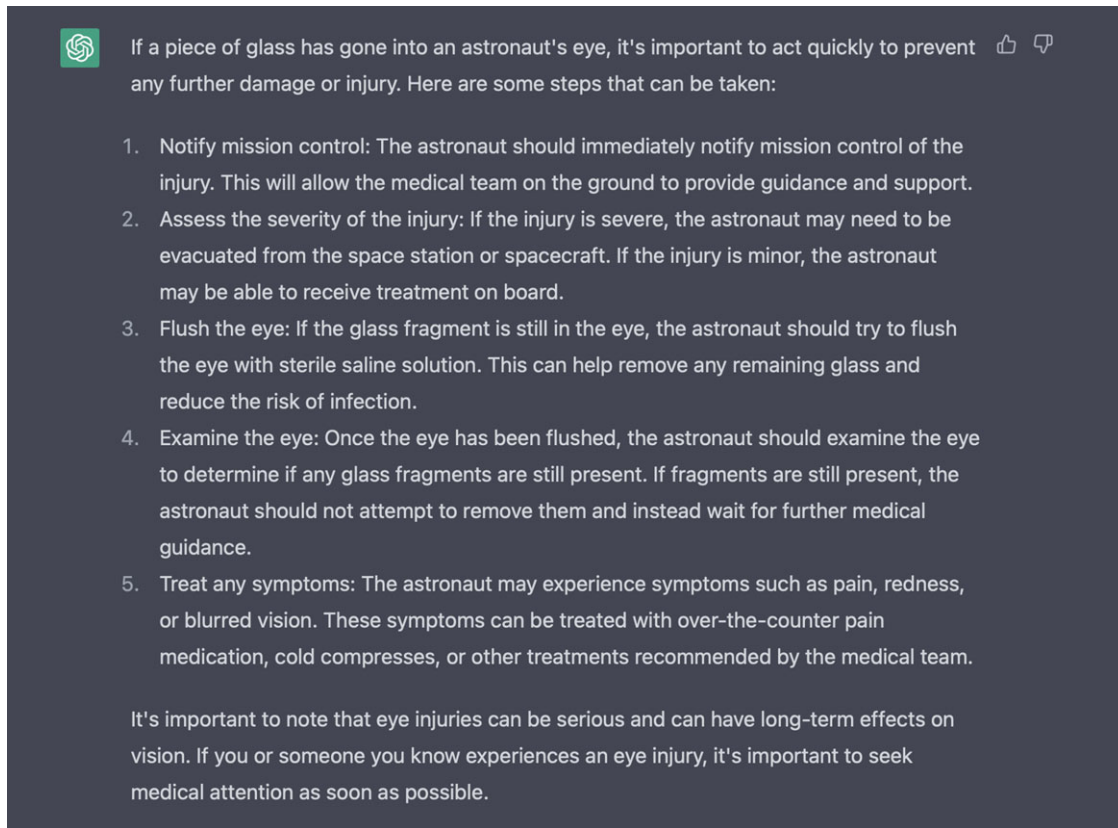 If a piece of glass has gone into an astronaut's eye, it's important to act quickly to prevent
any further damage or injury. Here are some steps that can be taken:
1. Notify mission control: The astronaut should immediately notify mission control of the
injury. This will allow the medical team on the ground to provide guidance and support.
2. Assess the severity of the injury: If the injury is severe, the astronaut may need to be
evacuated from the space station or spacecraft. If the injury is minor, the astronaut
may be able to receive treatment on board.
3. Flush the eye: If the glass fragment is still in the eye, the astronaut should try to flush
the eye with sterile saline solution. This can help remove any remaining glass and
reduce the risk of infection.
4. Examine the eye: Once the eye has been flushed, the astronaut should examine the eye
to determine if any glass fragments are still present. If fragments are still present, the
astronaut should not attempt to remove them and instead wait for further medical
guidance.
5. Treat any symptoms: The astronaut may experience symptoms such as pain, redness,
or blurred vision. These symptoms can be treated with over-the-counter pain
medication, cold compresses, or other treatments recommended by the medical team.
It's important to note that eye injuries can be serious and can have long-term effects on
vision. If you or someone you know experiences an eye injury, it's important to seek
medical attention as soon as possible.